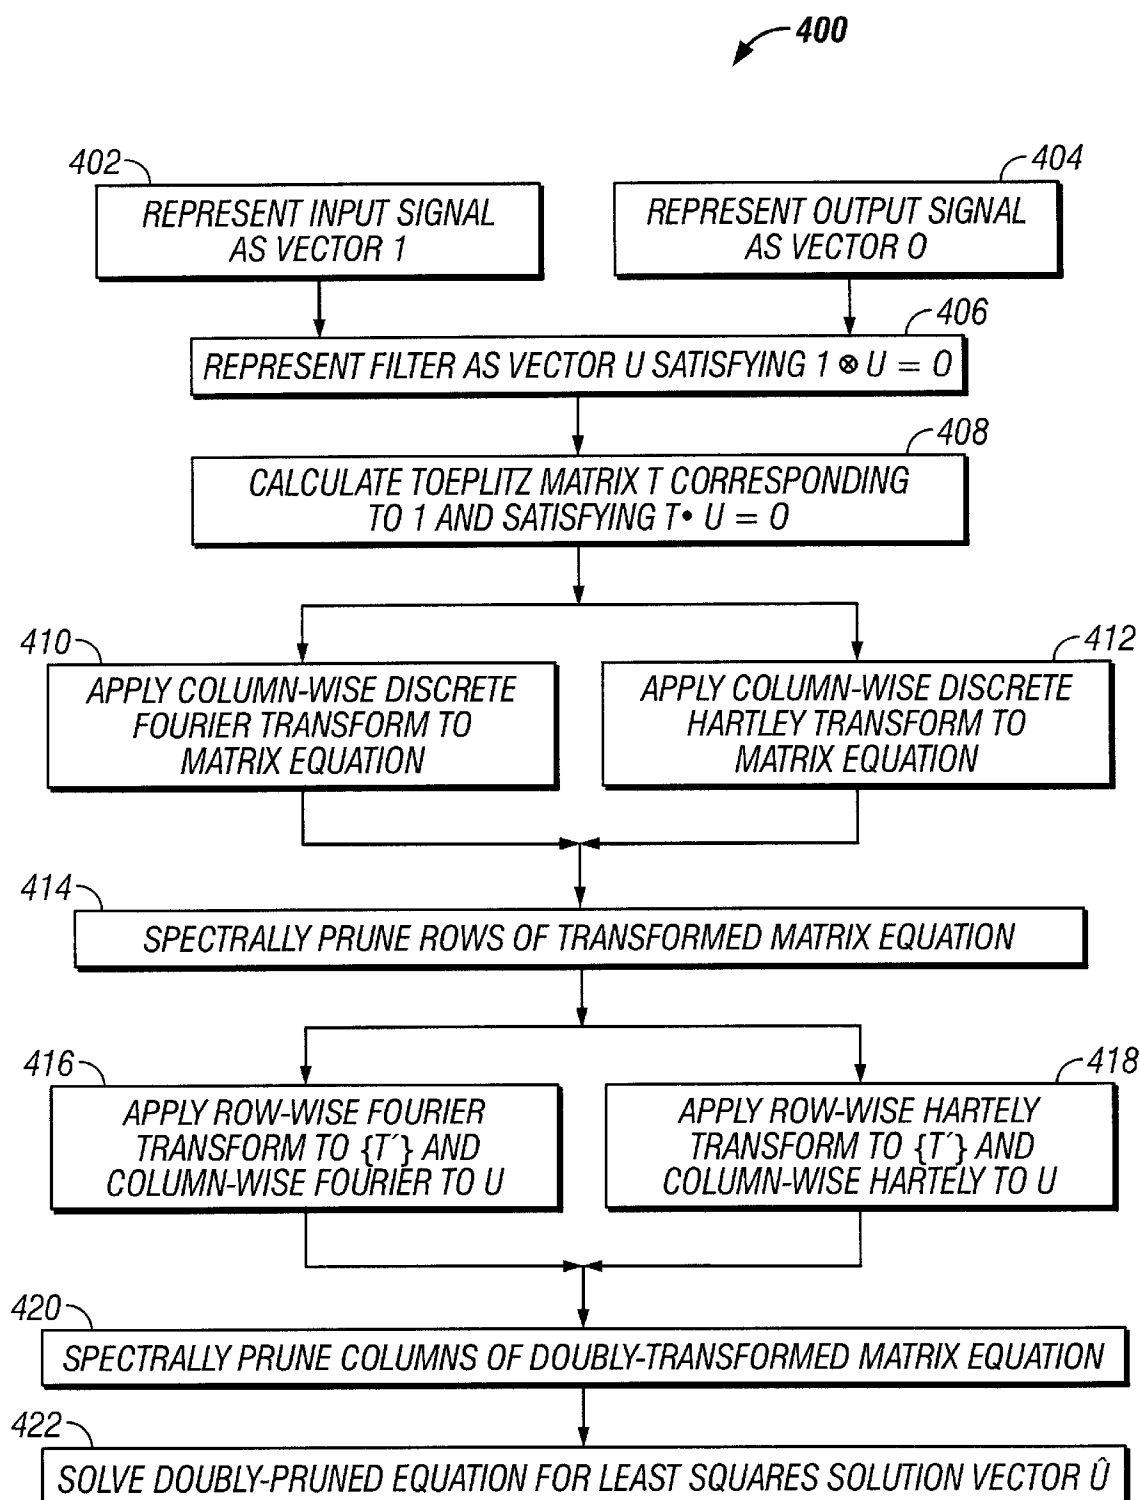 400
402
REPRESENT INPUT SIGNAL
AS VECTOR 1
404
REPRESENT OUTPUT SIGNAL
AS VECTOR O
406
REPRESENT FILTER AS VECTOR U SATISFYING 1 ⊗ U = O
408
CALCULATE TOEPLITZ MATRIX T CORRESPONDING
TO 1 AND SATISFYING T• U = O
410
APPLY COLUMN-WISE DISCRETE
FOURIER TRANSFORM TO
MATRIX EQUATION
412
APPLY COLUMN-WISE DISCRETE
HARTLEY TRANSFORM TO
MATRIX EQUATION
414
SPECTRALLY PRUNE ROWS OF TRANSFORMED MATRIX EQUATION
416
APPLY ROW-WISE FOURIER
TRANSFORM TO {T´} AND
COLUMN-WISE FOURIER TO U
418
APPLY ROW-WISE HARTELY
TRANSFORM TO {T´} AND
COLUMN-WISE HARTELY TO U
420
SPECTRALLY PRUNE COLUMNS OF DOUBLY-TRANSFORMED MATRIX EQUATION
422
SOLVE DOUBLY-PRUNED EQUATION FOR LEAST SQUARES SOLUTION VECTOR Û